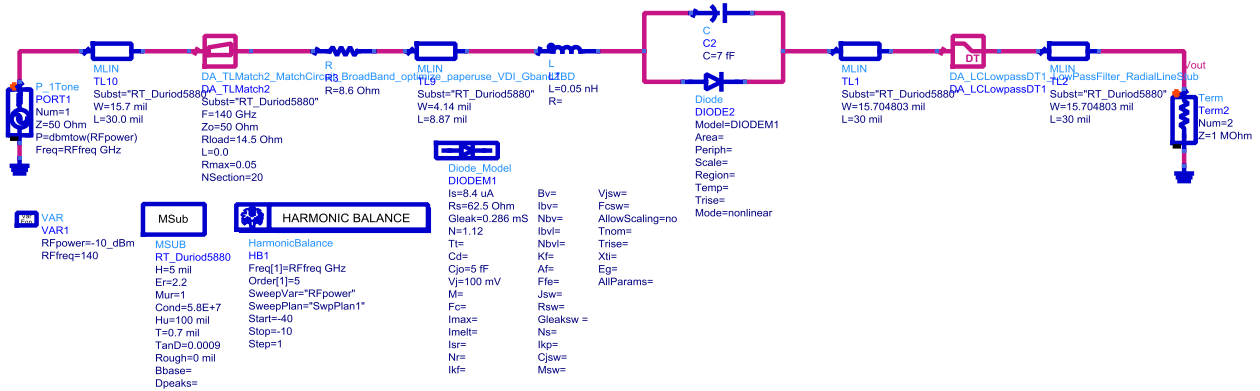 P_1Tone
PORT1
Num=1
Z=50 Ohm
P=dbmtow(RFpower)
Freq=RFfreq GHz
MLIN
TL10
Subst="RT_Duriod5880"
W=15.7 mil
L=30.0 mil
DA_TLMatch2_MatchCircuit_BroadBand_optimize_paperuse_VDI_GbandZBD
DA_TLMatch2
Subst="RT_Duriod5880"
F=140 GHz
Zo=50 Ohm
Rload=14.5 Ohm
L=0.0
Rmax=0.05
NSection=20
R
R3
R=8.6 Ohm
MLIN
TL9
Subst="RT_Duriod5880"
W=4.14 mil
L=8.87 mil
L
L=0.05 nH
R=
C
C2
C=7 fF
Diode
DIODE2
Model=DIODEM1
Area=
Periph=
Scale=
Region=
Temp=
Trise=
Mode=nonlinear
MLIN
TL1
Subst="RT_Duriod5880"
W=15.704803 mil
L=30 mil
DT
DA_LCLowpassDT1_LowPassFilter_RadialLineStub
DA_LCLowpassDT1
MLIN
TL2
Subst="RT_Duriod5880"
W=15.704803 mil
L=30 mil
Vout
Term
Term2
Num=2
Z=1 MOhm
VAR
VAR1
RFpower=-10_dBm
RFfreq=140
MSub
MSUB
RT_Duriod5880
H=5 mil
Er=2.2
Mur=1
Cond=5.8E+7
Hu=100 mil
T=0.7 mil
TanD=0.0009
Rough=0 mil
Bbase=
Dpeaks=
HARMONIC BALANCE
HarmonicBalance
HB1
Freq[1]=RFfreq GHz
Order[1]=5
SweepVar="RFpower"
SweepPlan="SwpPlan1"
Start=-40
Stop=-10
Step=1
Diode_Model
DIODEM1
Is=8.4 uA
Rs=62.5 Ohm
Gleak=0.286 mS
N=1.12
Tt=
Cd=
Cjo=5 fF
Vj=100 mV
M=
Fc=
Imax=
Imelt=
Isr=
Nr=
Ikf=
Bv=
Ibv=
Nbv=
Ibvl=
Nbvl=
Kf=
Af=
Ffe=
Jsw=
Rsw=
Gleaksw =
Ns=
Ikp=
Cjsw=
Msw=
Vjsw=
Fcsw=
AllowScaling=no
Tnom=
Trise=
Xti=
Eg=
AllParams=